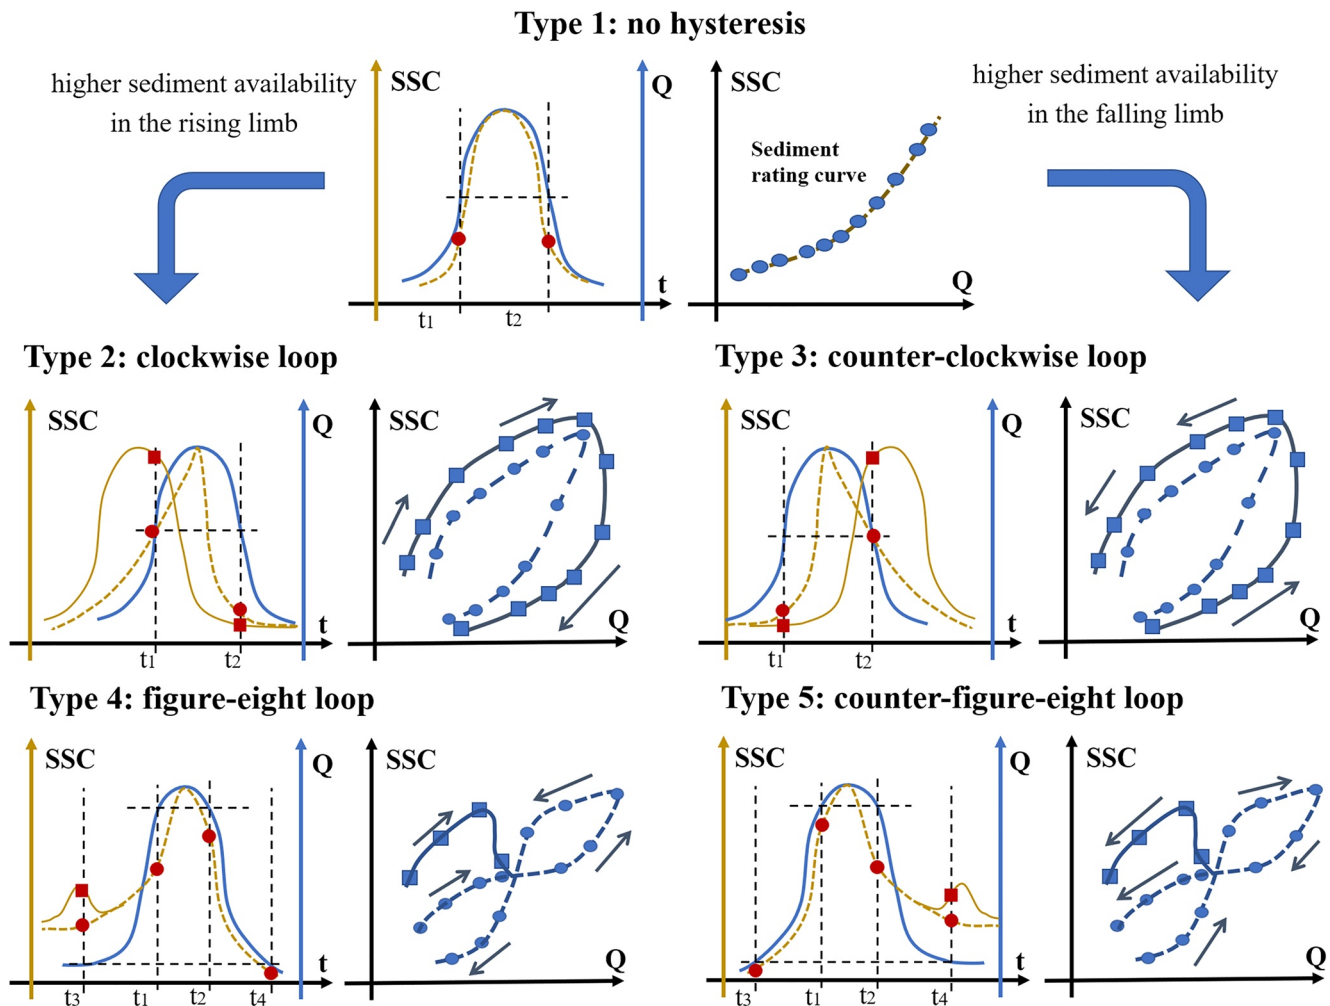 Type 1: no hysteresis
higher sediment availability
in the rising limb
SSC
Q
t
t1
t2
SSC
Sediment
rating curve
Q
higher sediment availability
in the falling limb
Type 2: clockwise loop
SSC
Q
t
t1
t2
SSC
Q
Type 3: counter-clockwise loop
SSC
Q
t
t1
t2
SSC
Q
Type 4: figure-eight loop
SSC
Q
t
t3
t1
t2
t4
SSC
Q
Type 5: counter-figure-eight loop
SSC
Q
t
t3
t1
t2
t4
SSC
Q